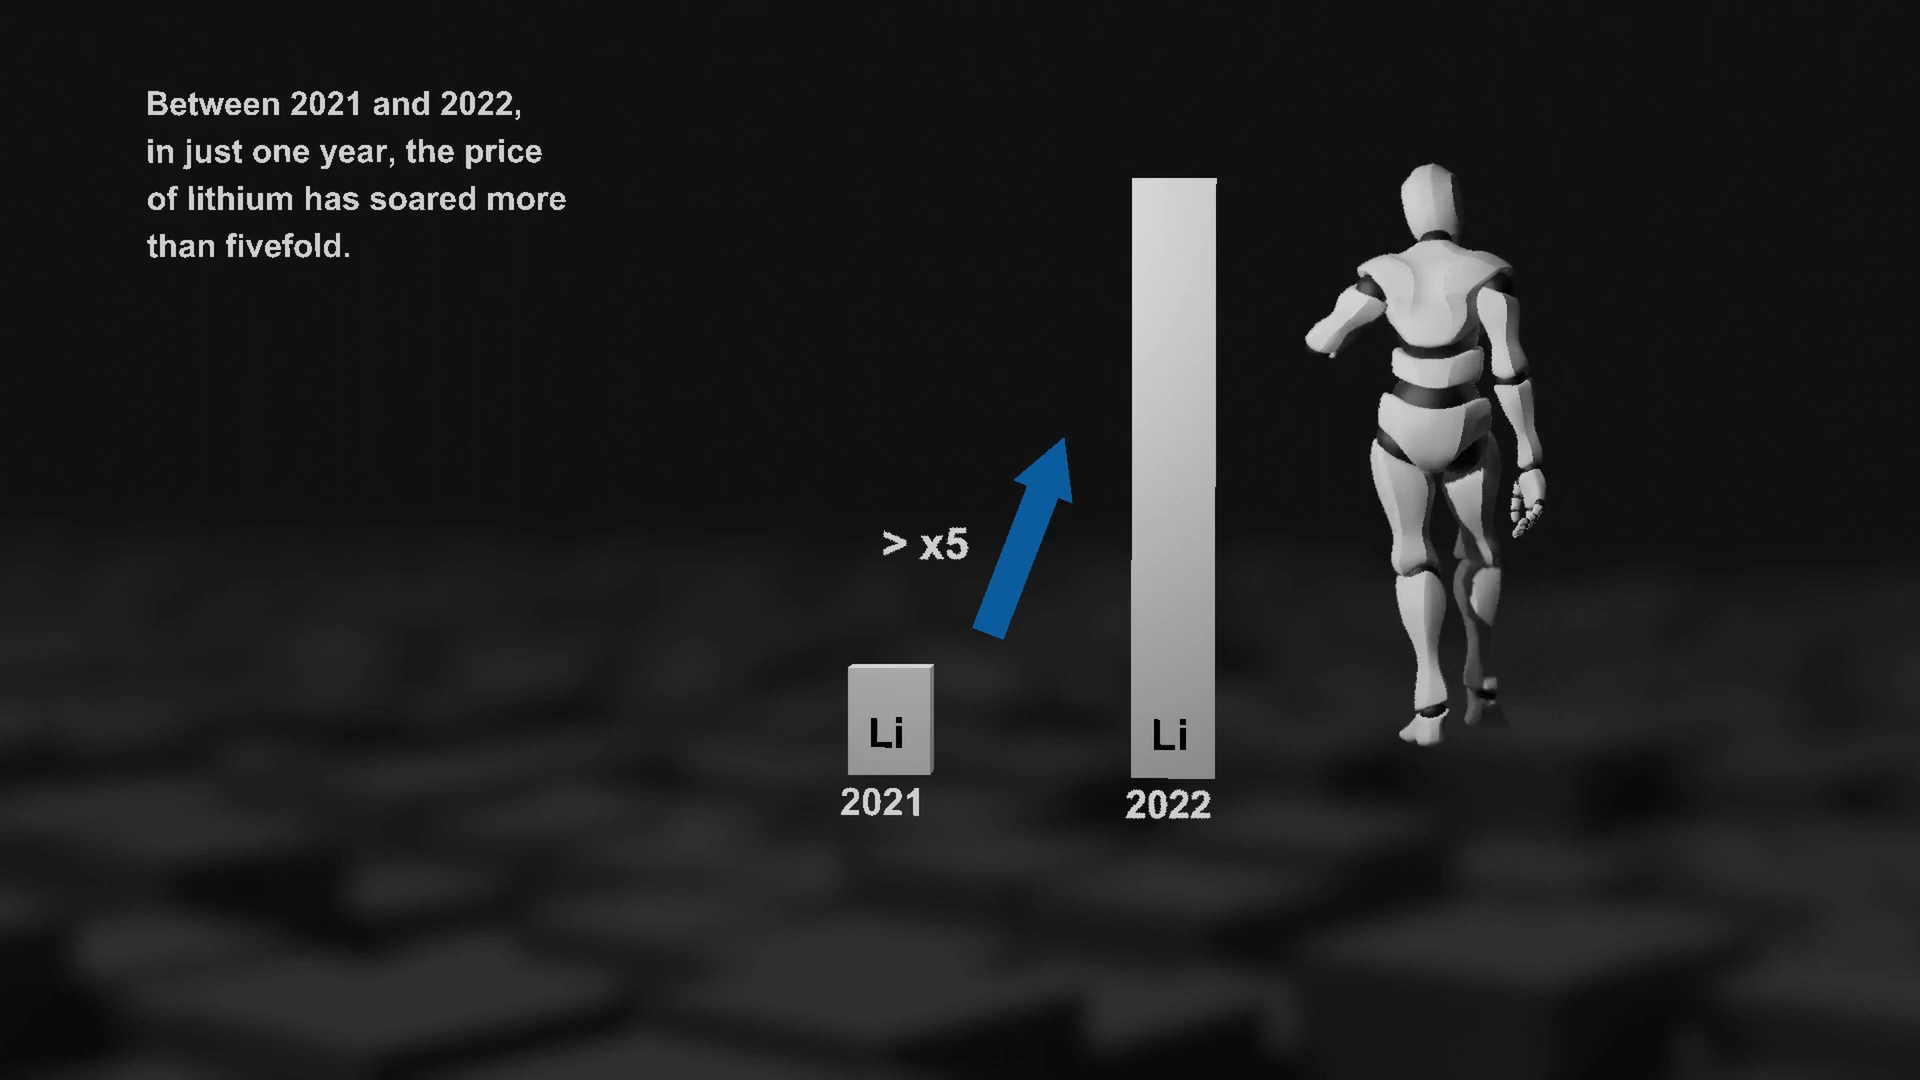 Between 2021 and 2022,
in just one year, the price
of lithium has soared more
than fivefold.
> x5
Li
Li
2021
2022